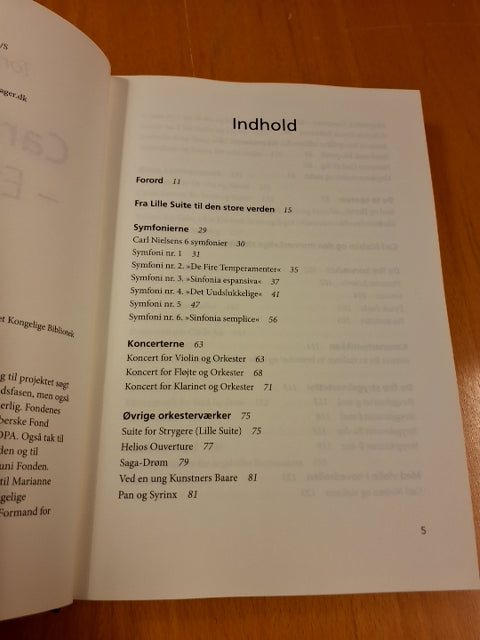 /S
ager.dk
Car
– E
et Kongelige Bibliotek
g til projektet søgt
dsfasen, men også
erlig. Fondenes
berske Fond
OPA. Også tak til
den og til
uni Fonden.
til Marianne
gelige
Formand for
Indhold
Forord 11
Fra Lille Suite til den store verden 15
Symfonierne 29
Carl Nielsens 6 symfonier 30
Symfoni nr. 1 31
Symfoni nr. 2. »De Fire Temperamenter« 35
Symfoni nr. 3. »Sinfonia espansiva« 37
Symfoni nr. 4. »Det Uudslukkelige« 41
Symfoni nr. 5 47
Symfoni nr. 6. »Sinfonia semplice« 56
Koncerterne 63
Koncert for Violin og Orkester 63
Koncert for Fløjte og Orkester 68
Koncert for Klarinet og Orkester 71
Øvrige orkesterværker 75
Suite for Strygere (Lille Suite) 75
Helios Ouverture 77
Saga-Drøm 79
Ved en ung Kunstners Baare 81
Pan og Syrinx 81
5